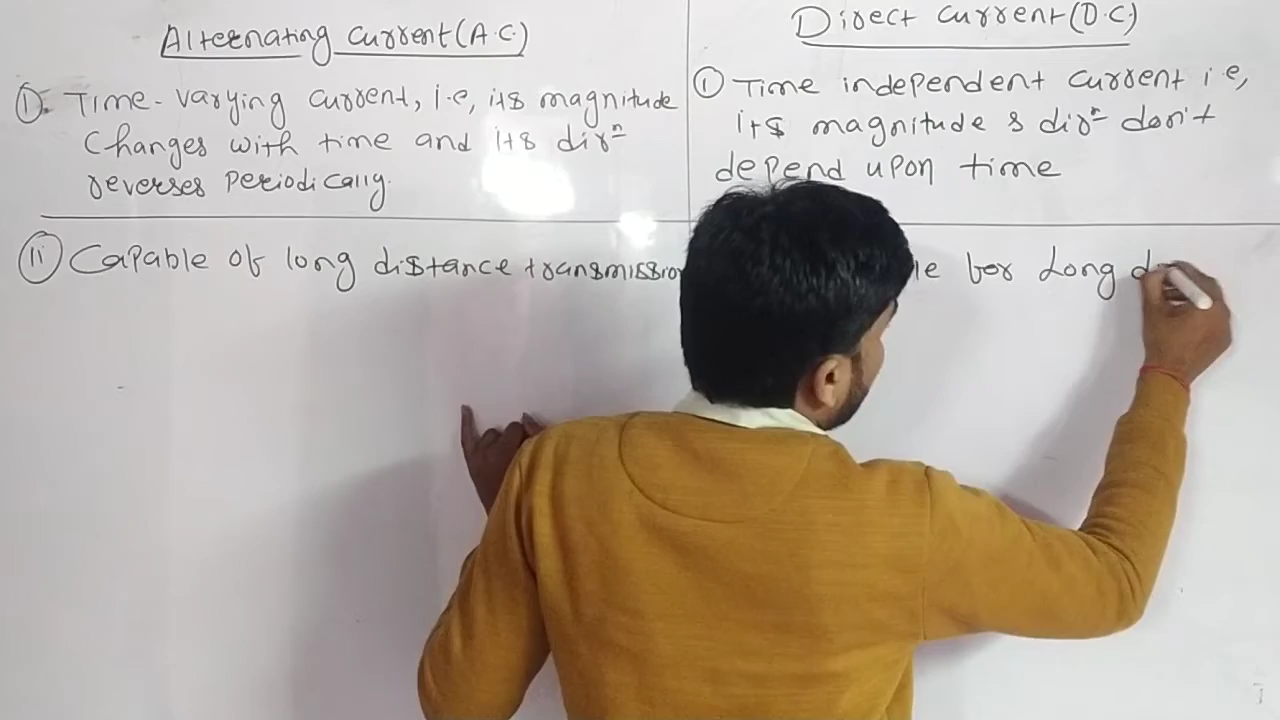 Alternating Current (A.C.)
① Time-varying current, i.e, its magnitude
changes with time and its dirⁿ
reverses periodically.
ⅱ Capable of long distance transmission
Direct Current (D.C.)
① Time independent current i.e,
its magnitude & dirⁿ don't
depend upon time
for Long